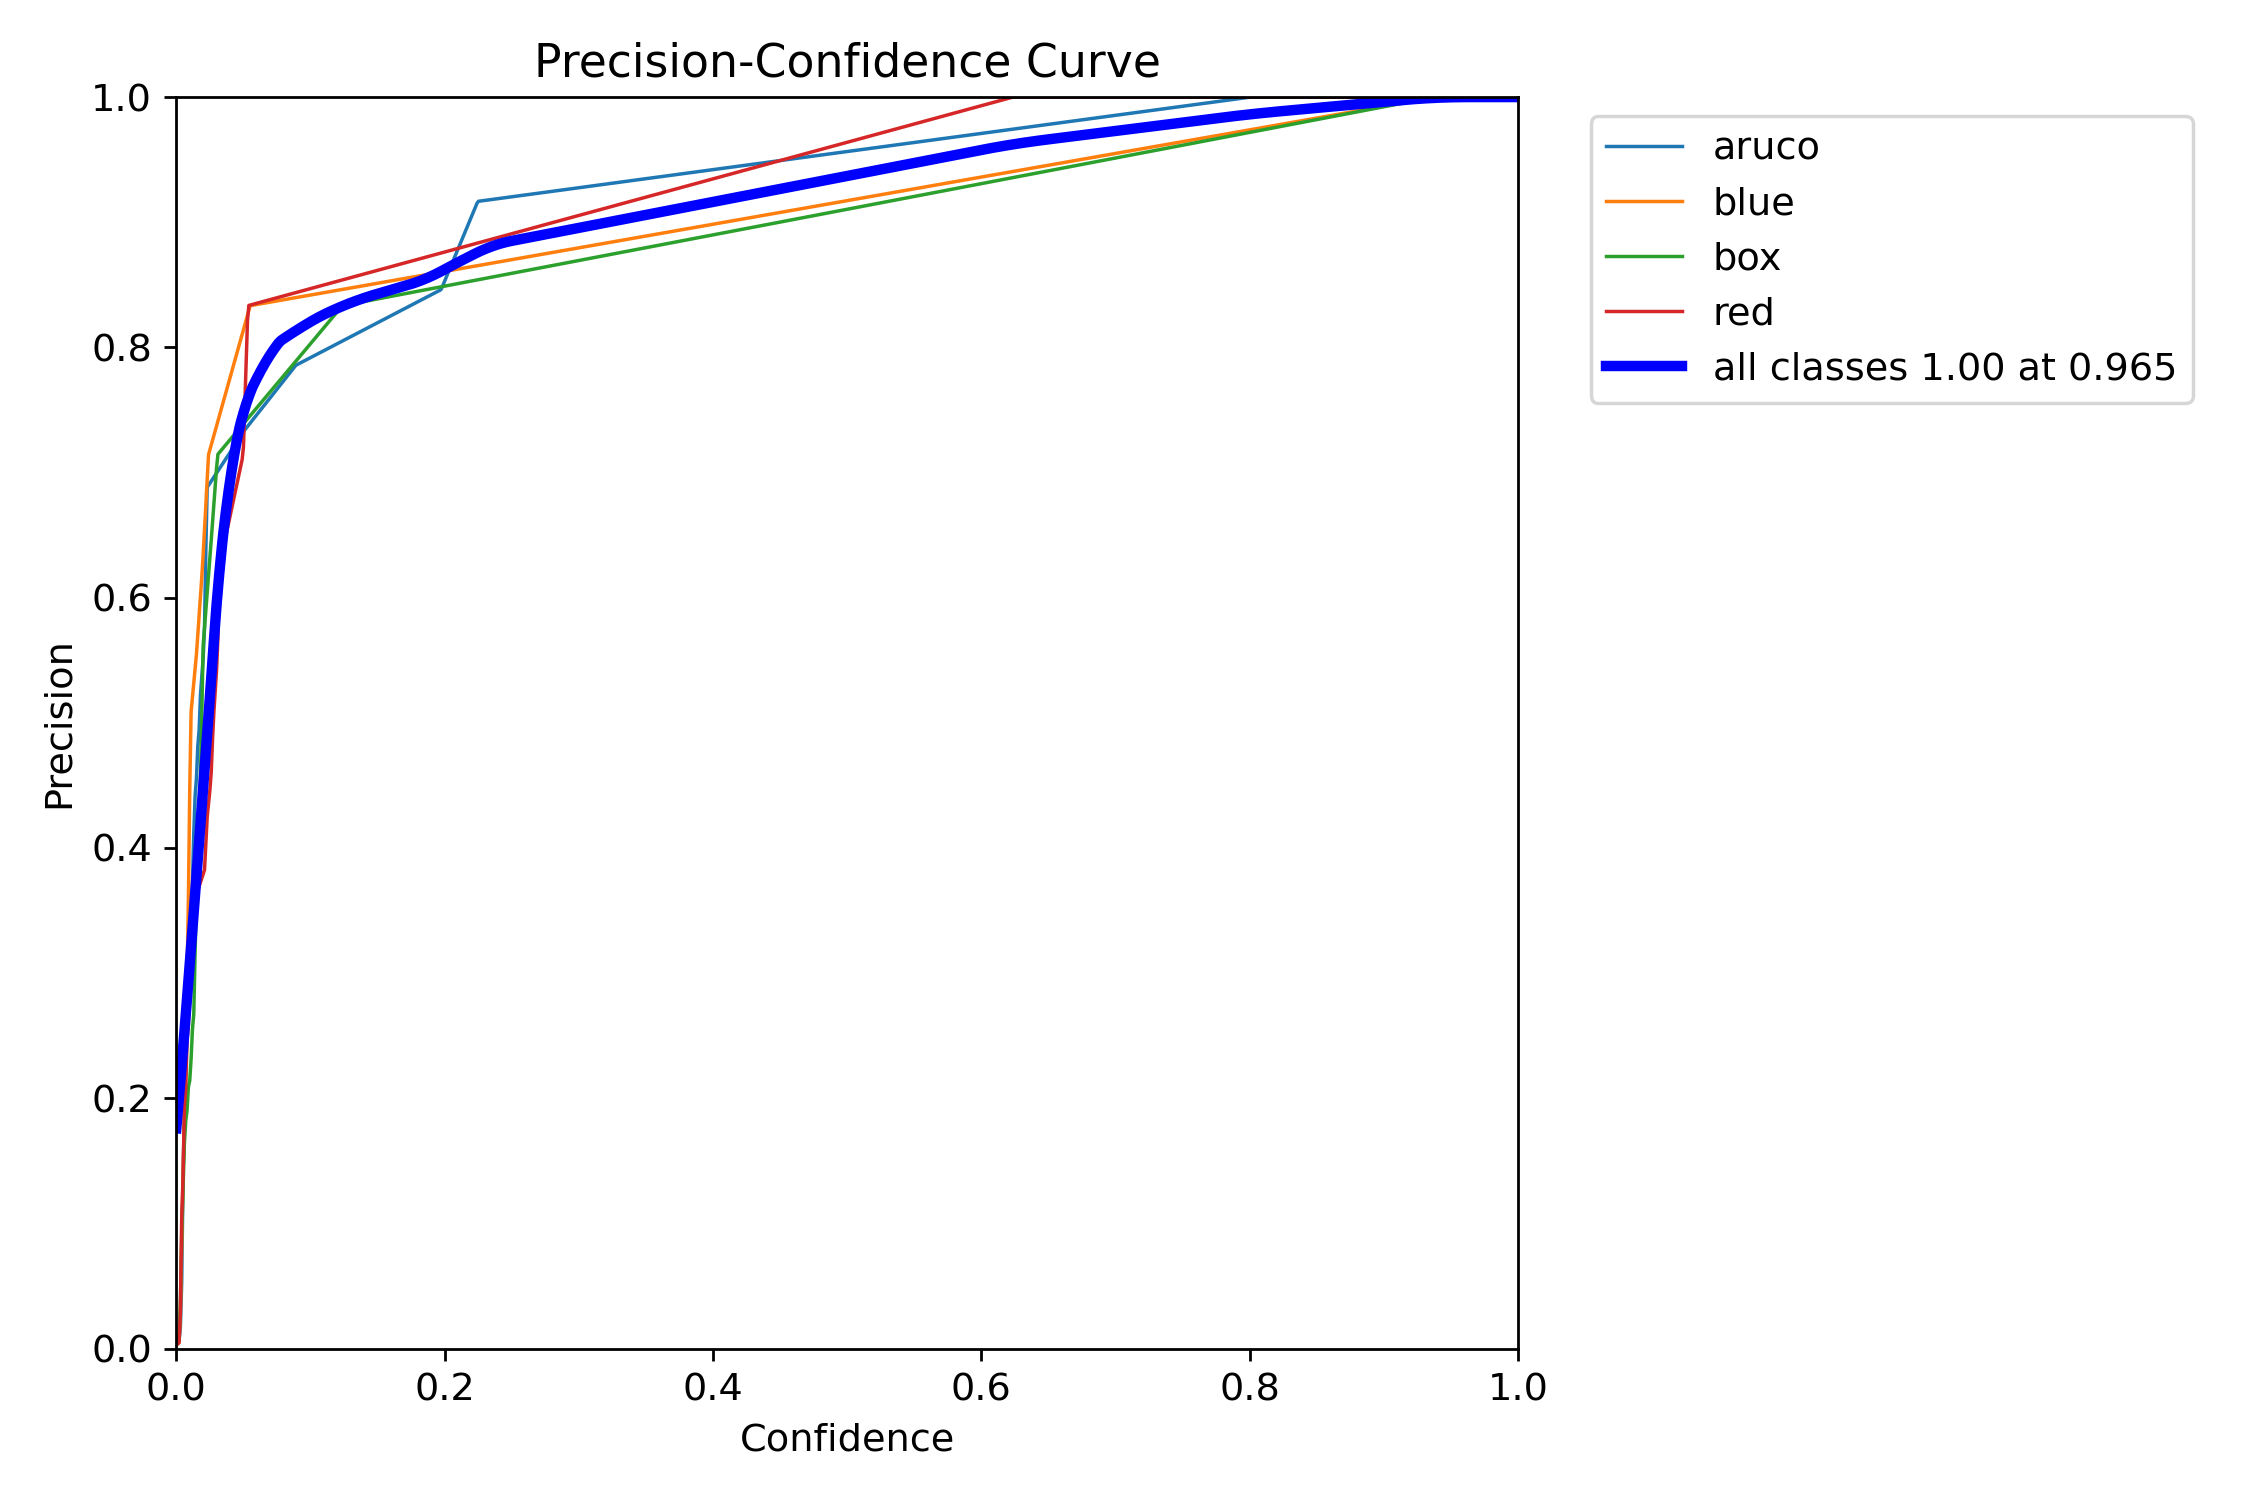 Precision-Confidence Curve
1.0
0.8
0.6
0.4
0.2
0.0
Precision
0.0 0.2 0.4 0.6 0.8 1.0
Confidence
aruco
blue
box
red
all classes 1.00 at 0.965